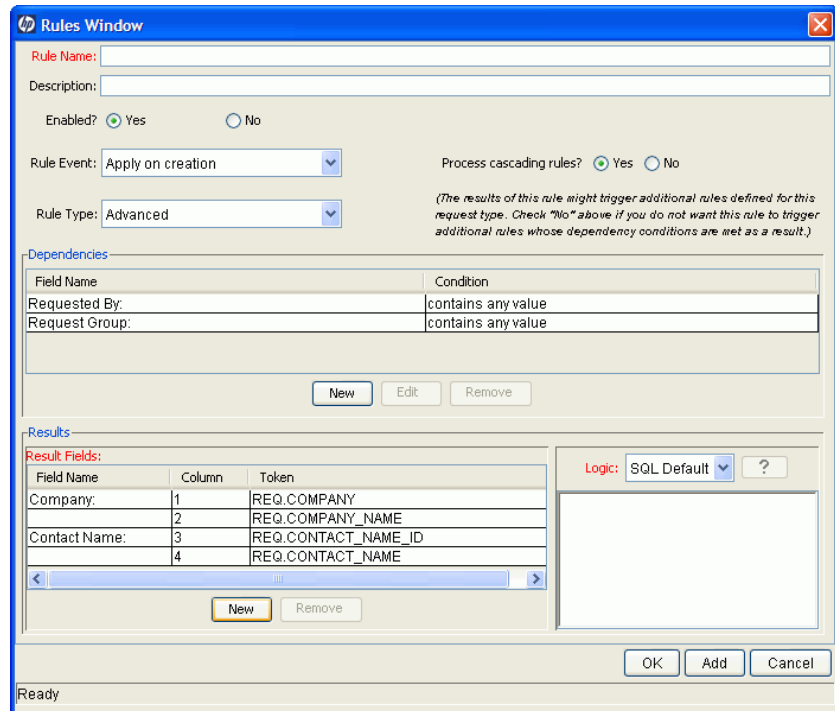 hp Rules Window
Rule Name:
Description:
Enabled? Yes No
Rule Event: Apply on creation
Process cascading rules? Yes No
Rule Type: Advanced
(The results of this rule might trigger additional rules defined for this
request type. Check "No" above if you do not want this rule to trigger
additional rules whose dependency conditions are met as a result.)
Dependencies
Field Name Condition
Requested By: contains any value
Request Group: contains any value
New Edit Remove
Results
Result Fields:
Field Name Column Token
Company: 1 REQ.COMPANY
2 REQ.COMPANY_NAME
Contact Name: 3 REQ.CONTACT_NAME_ID
4 REQ.CONTACT_NAME
New Remove
Logic: SQL Default ?
OK Add Cancel
Ready